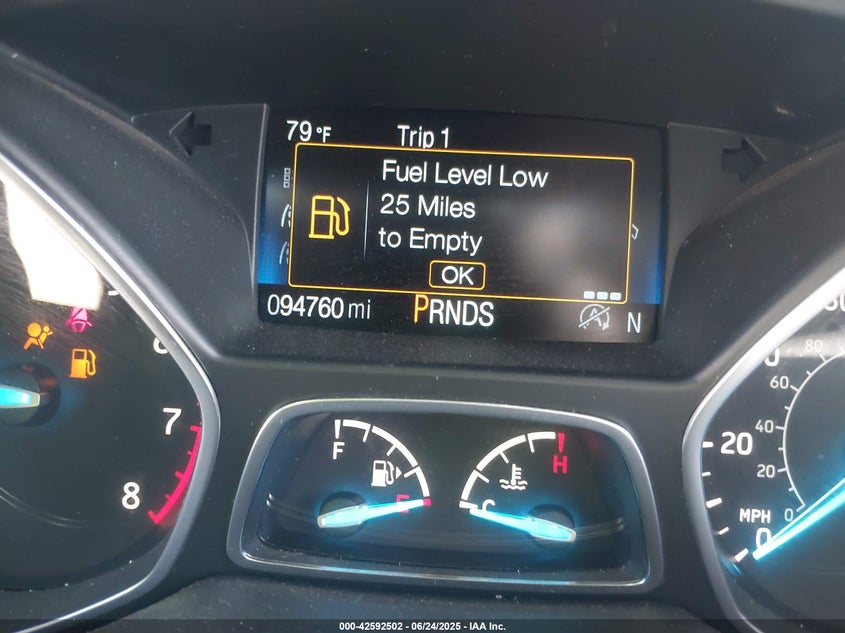 79°F Trip 1
Fuel Level Low
25 Miles
to Empty
OK
094760 mi PRNDS N
7
8
F
E
H
C
20
MPH
0
80
60
40
20
0
000-42592502 - 06/24/2025 - IAA Inc.